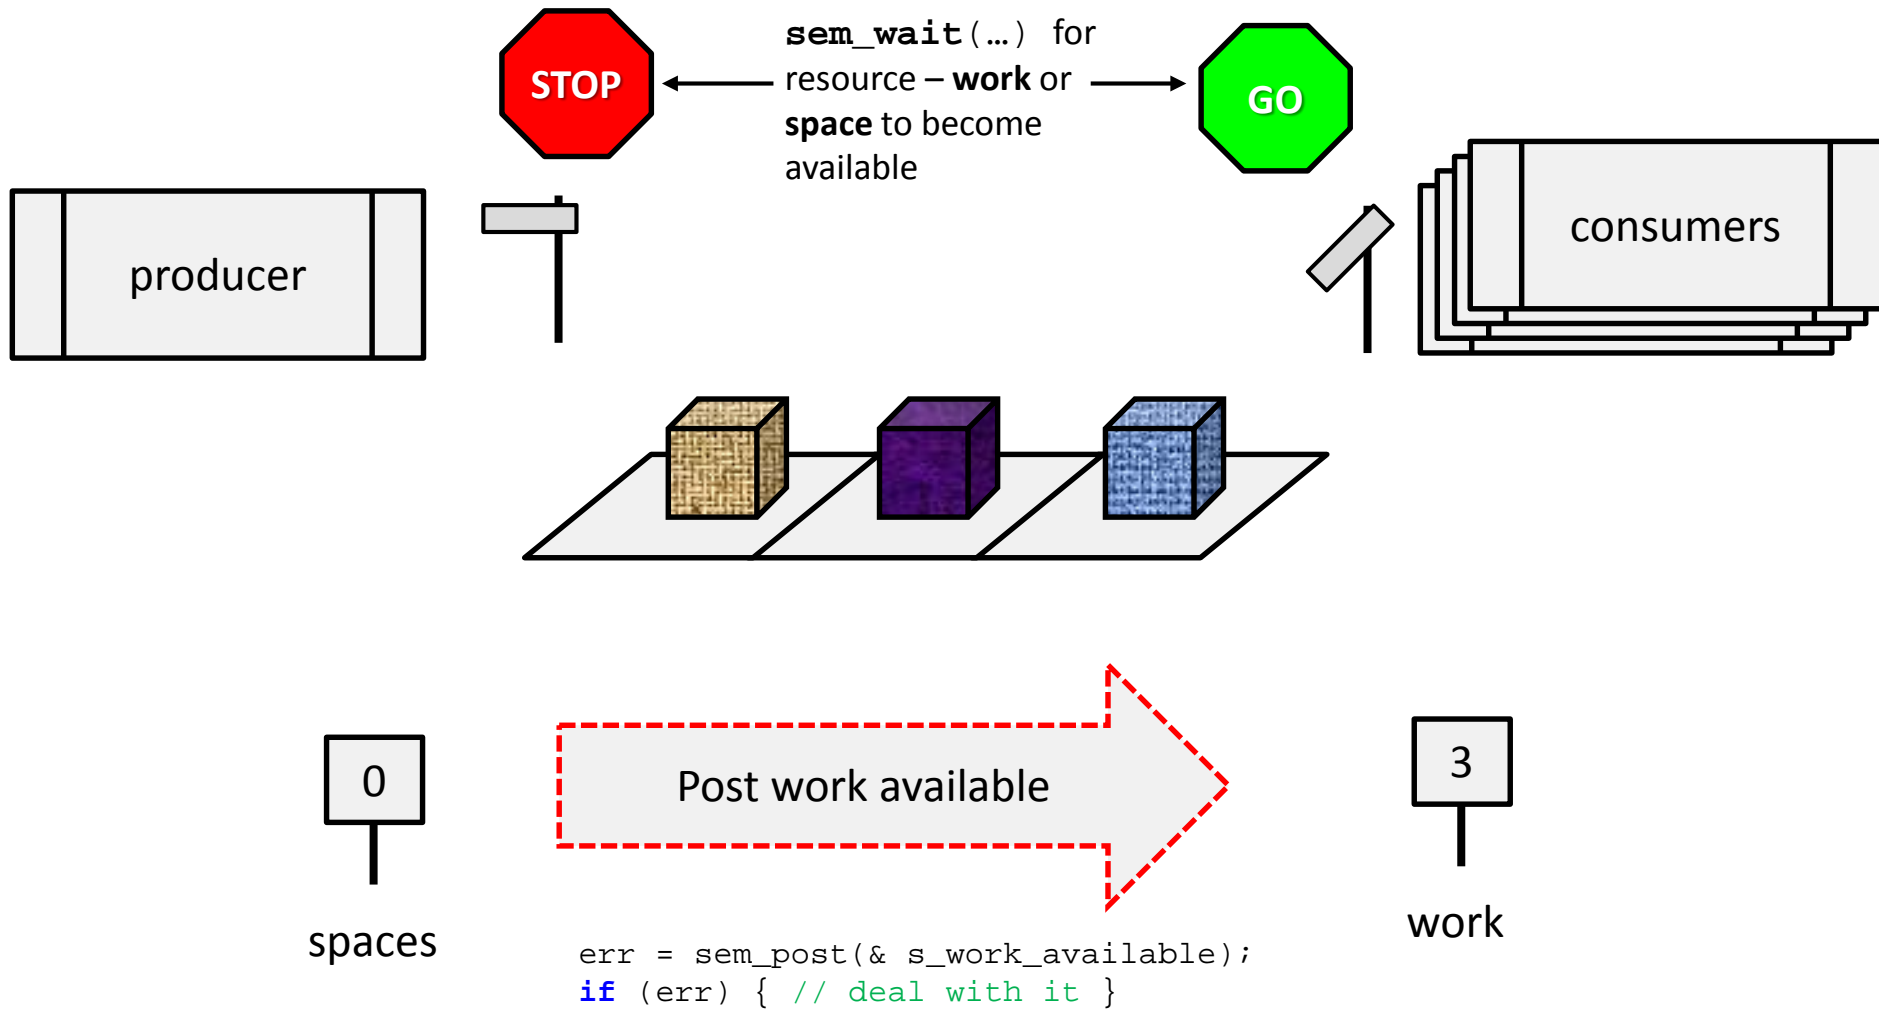 STOP
sem_wait(…) for
resource – work or
space to become
available
GO
producer
consumers
0
Post work available
3
spaces
work
err = sem_post(& s_work_available);
if (err) { // deal with it }